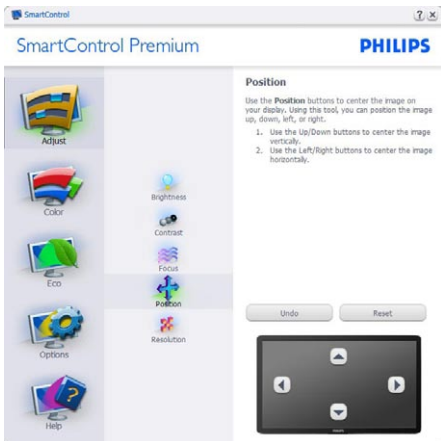 SmartControl
SmartControl Premium
PHILIPS
Adjust
Color
Eco
Options
Help
Brightness
Contrast
Focus
Position
Resolution
Position
Use the Position buttons to center the image on
your display. Using this tool, you can position the image
up, down, left, or right.
1. Use the Up/Down buttons to center the image
vertically.
2. Use the Left/Right buttons to center the image
horizontally.
Undo
Reset
PHILIPS